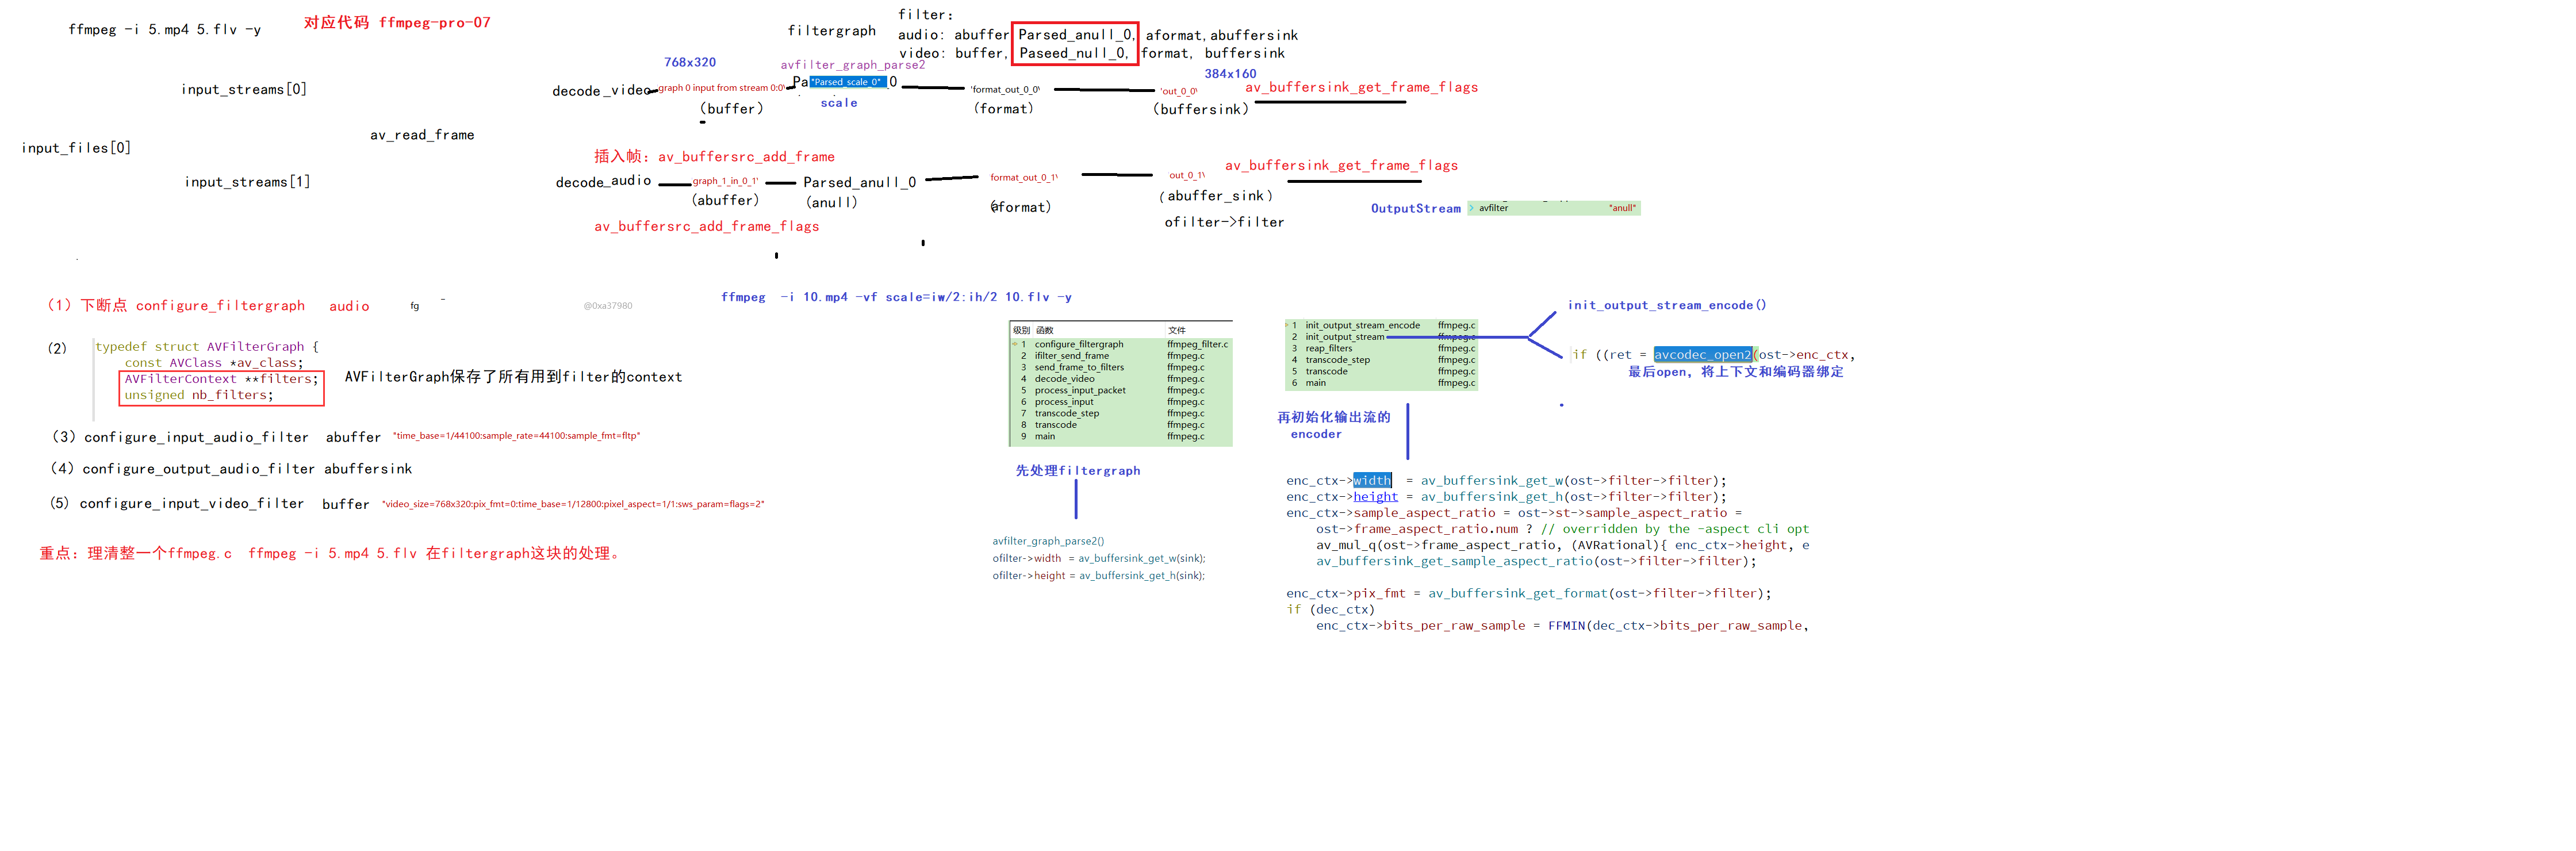 ffmpeg -i 5.mp4 5.flv -y
对应代码 ffmpeg-pro-07
filtergraph
filter:
audio: abuffer, Parsed_anull_0, aformat, abuffersink
video: buffer, Paseed_null_0, format, buffersink
768x320
avfilter_graph_parse2
384x160
input_streams[0]
decode_video
graph 0 input from stream 0:0\
Pa
"Parsed_scale_0"
0
'format_out_0_0\
'out_0_0\
av_buffersink_get_frame_flags
(buffer)
scale
(format)
(buffersink)
av_read_frame
input_files[0]
插入帧: av_buffersrc_add_frame
av_buffersink_get_frame_flags
input_streams[1]
decode_audio
graph_1_in_0_1\
Parsed_anull_0
format_out_0_1\
out_0_1\
(abuffer)
(anull)
(aformat)
(abuffer_sink)
OutputStream
avfilter "anull"
av_buffersrc_add_frame_flags
ofilter->filter
(1) 下断点 configure_filtergraph audio
fg
@0xa37980
ffmpeg -i 10.mp4 -vf scale=iw/2:ih/2 10.flv -y
(2)
typedef struct AVFilterGraph {
const AVClass *av_class;
AVFilterContext **filters;
unsigned nb_filters;
AVFilterGraph保存了所有用到filter的context
(3) configure_input_audio_filter abuffer "time_base=1/44100:sample_rate=44100:sample_fmt=fltp"
(4) configure_output_audio_filter abuffersink
(5) configure_input_video_filter buffer "video_size=768x320:pix_fmt=0:time_base=1/12800:pixel_aspect=1/1:sws_param=flags=2"
重点: 理清整一个ffmpeg.c ffmpeg -i 5.mp4 5.flv 在filtergraph这块的处理。
级别 函数 文件
1 configure_filtergraph ffmpeg_filter.c
2 ifilter_send_frame ffmpeg.c
3 send_frame_to_filters ffmpeg.c
4 decode_video ffmpeg.c
5 process_input_packet ffmpeg.c
6 process_input ffmpeg.c
7 transcode_step ffmpeg.c
8 transcode ffmpeg.c
9 main ffmpeg.c
先处理filtergraph
avfilter_graph_parse2()
ofilter->width = av_buffersink_get_w(sink);
ofilter->height = av_buffersink_get_h(sink);
1 init_output_stream_encode ffmpeg.c
2 init_output_stream ffmpeg.c
3 reap_filters ffmpeg.c
4 transcode_step ffmpeg.c
5 transcode ffmpeg.c
6 main ffmpeg.c
init_output_stream_encode()
if ((ret = avcodec_open2(ost->enc_ctx,
最后open, 将上下文和编码器绑定
再初始化输出流的
encoder
enc_ctx->width = av_buffersink_get_w(ost->filter->filter);
enc_ctx->height = av_buffersink_get_h(ost->filter->filter);
enc_ctx->sample_aspect_ratio = ost->st->sample_aspect_ratio =
ost->frame_aspect_ratio.num ? // overridden by the -aspect cli opt
av_mul_q(ost->frame_aspect_ratio, (AVRational){ enc_ctx->height, e
av_buffersink_get_sample_aspect_ratio(ost->filter->filter);
enc_ctx->pix_fmt = av_buffersink_get_format(ost->filter->filter);
if (dec_ctx)
enc_ctx->bits_per_raw_sample = FFMIN(dec_ctx->bits_per_raw_sample,